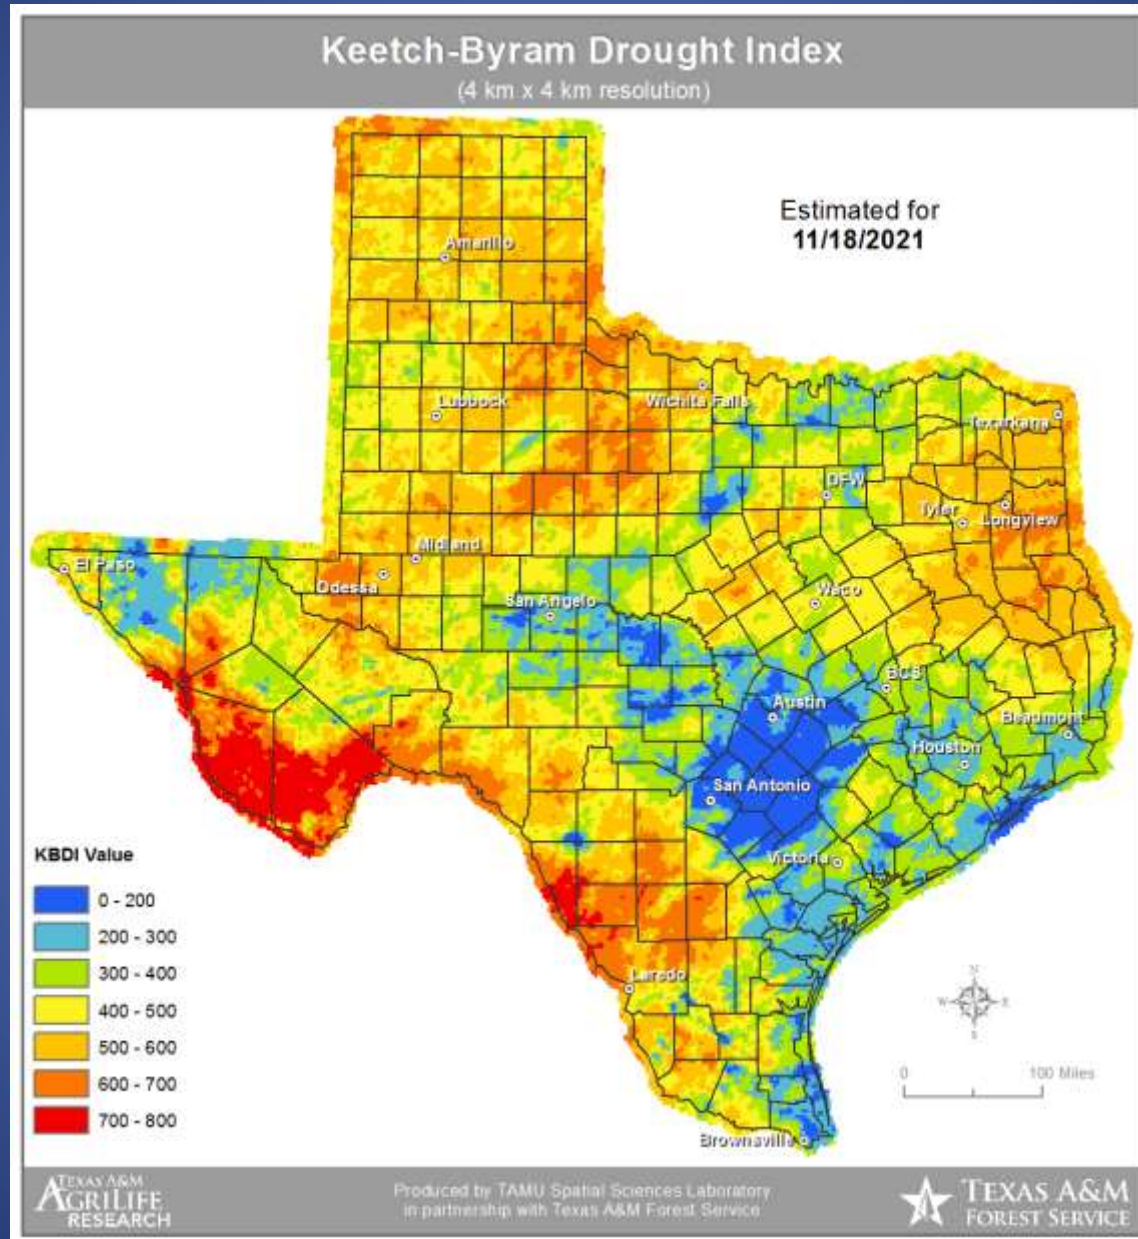 Keetch-Byram Drought Index
(4 km x 4 km resolution)
Estimated for
11/18/2021
Amarillo
Lubbock
Wichita Falls
Texarkana
DFW
Tyler
Longview
El Paso
Midland
Odessa
San Angelo
Waco
BCS
Austin
Beaumont
Houston
San Antonio
Victoria
Laredo
Brownsville
KBDI Value
0 - 200
200 - 300
300 - 400
400 - 500
500 - 600
600 - 700
700 - 800
N
W
E
S
0
100 Miles
TEXAS A&M
AGRILIFE
RESEARCH
Produced by TAMU Spatial Sciences Laboratory
in partnership with Texas A&M Forest Service
TEXAS A&M
FOREST SERVICE